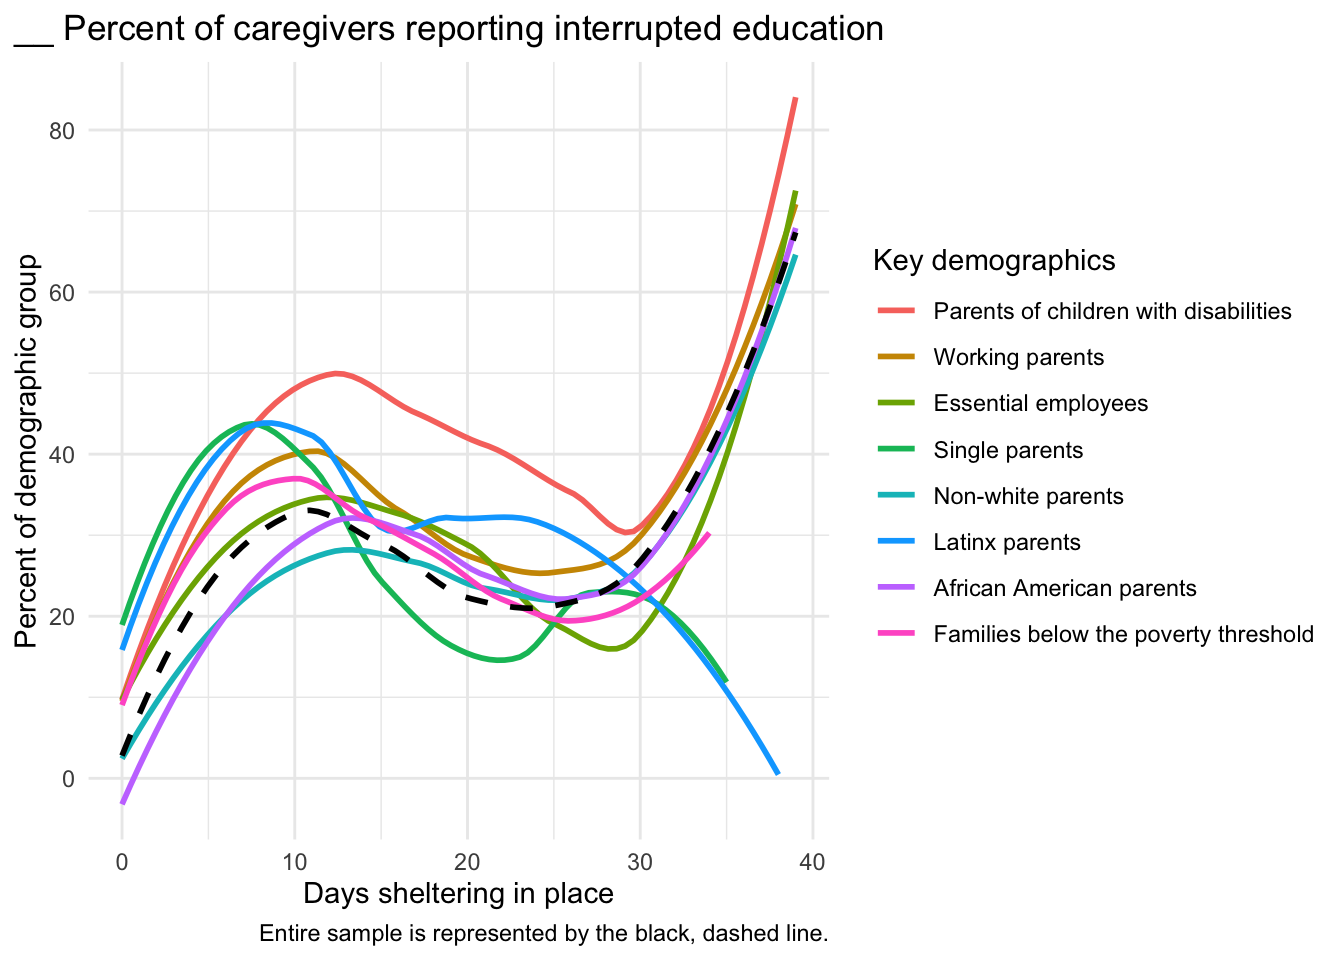 __ Percent of caregivers reporting interrupted education
Percent of demographic group
80
60
40
20
0
0 10 20 30 40
Days sheltering in place
Entire sample is represented by the black, dashed line.
Key demographics
Parents of children with disabilities
Working parents
Essential employees
Single parents
Non-white parents
Latinx parents
African American parents
Families below the poverty threshold